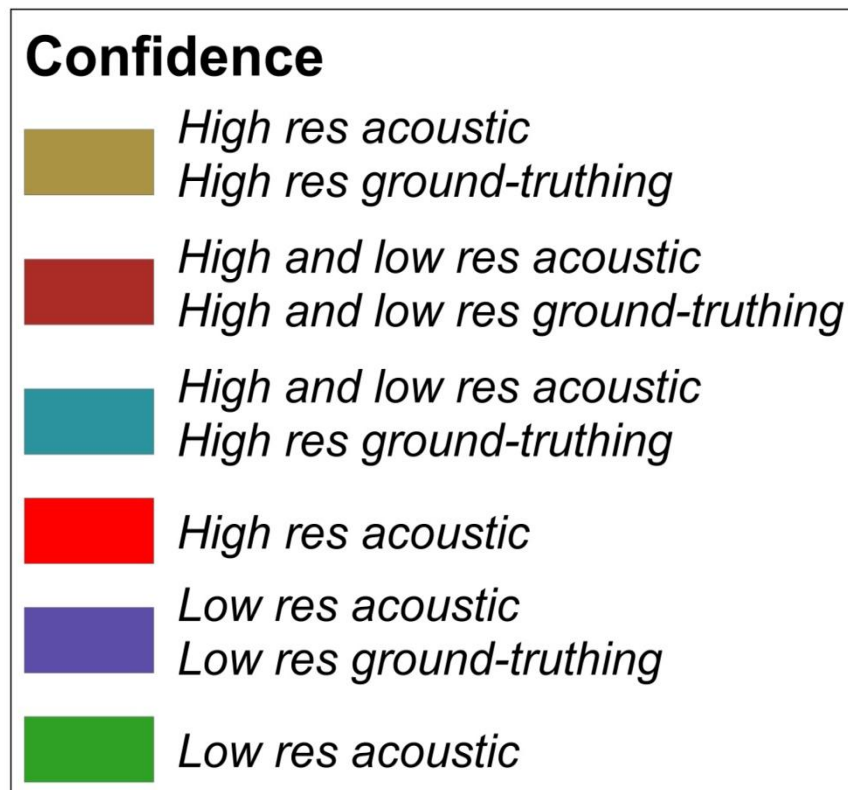 Confidence
High res acoustic
High res ground-truthing
High and low res acoustic
High and low res ground-truthing
High and low res acoustic
High res ground-truthing
High res acoustic
Low res acoustic
Low res ground-truthing
Low res acoustic